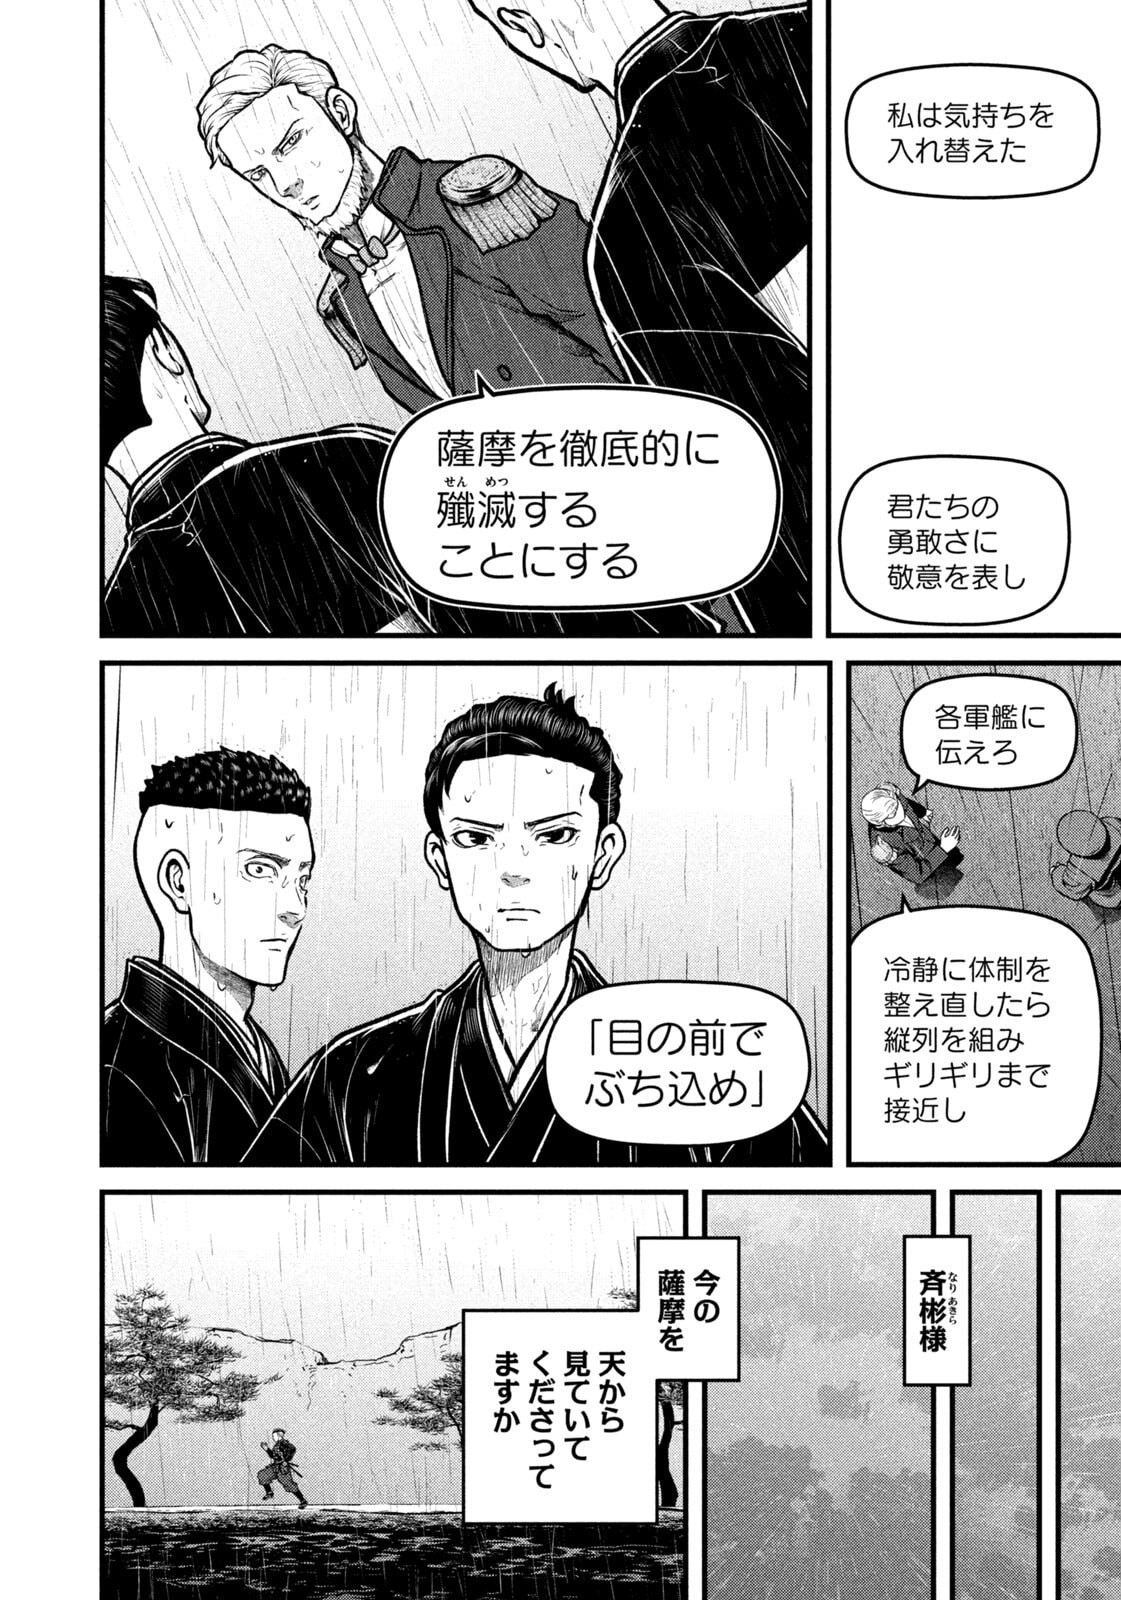 私は気持ちを
入れ替えた
君たちの
勇敢さに
敬意を表し
薩摩を徹底的に
せん めつ
殲滅する
ことにする
各軍艦に
伝えろ
冷静に体制を
整え直したら
縦列を組み
ギリギリまで
接近し
「目の前で
ぶち込め」
斉彬様
なり あきら
今の
薩摩を
天から
見ていて
くださって
ますか